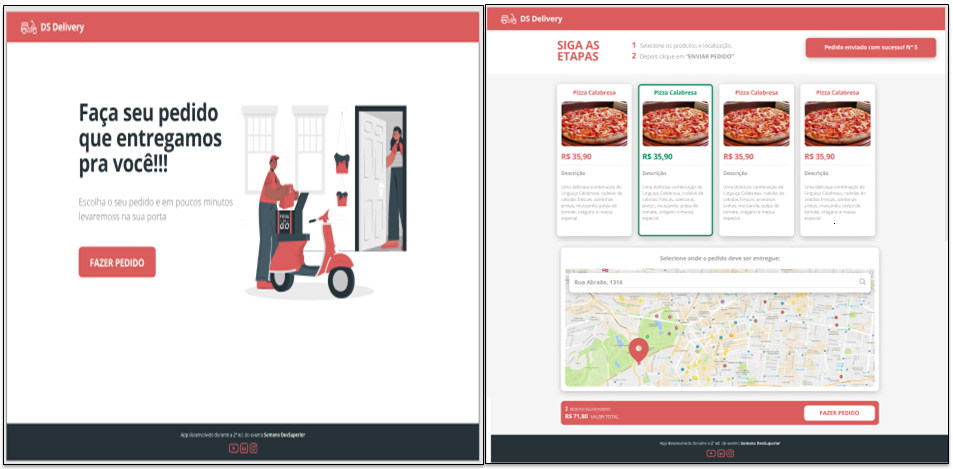 DS Delivery
Faça seu pedido
que entregamos
pra você!!!
Escolha o seu pedido e em poucos minutos
levaremoss na sua porta
FAZER PEDIDO
FOOD
TO
GO
App desenvolvido durante a 2ª ed. do evento Semana DevSuperior
DS Delivery
SIGA AS
ETAPAS
1 Selecione os produtos e localização.
2 Depois clique em "ENVIAR PEDIDO"
Pedido enviado com sucesso! Nº 5
Pizza Calabresa
R$ 35,90
Descrição
Uma deliciosa combinação de
Linguiça Calabresa, rodelas de
cebolas frescas, azeitonas
pretas, mussarela, polpa de
tomate, orégano e massa
especial.
Pizza Calabresa
R$ 35,90
Descrição
Uma deliciosa combinação de
Linguiça Calabresa, rodelas de
cebolas frescas, azeitonas
pretas, mussarela, polpa de
tomate, orégano e massa
especial.
Pizza Calabresa
R$ 35,90
Descrição
Uma deliciosa combinação de
Linguiça Calabresa, rodelas de
cebolas frescas, azeitonas
pretas, mussarela, polpa de
tomate, orégano e massa
especial.
Pizza Calabresa
R$ 35,90
Descrição
Uma deliciosa combinação de
Linguiça Calabresa, rodelas de
cebolas frescas, azeitonas
pretas, mussarela, polpa de
tomate, orégano e massa
especial.
Selecione onde o pedido deve ser entregue:
Rua Abraão, 1314
2 PEDIDOS SELECIONADOS
R$ 71,80 VALOR TOTAL
FAZER PEDIDO
App desenvolvido durante a 2ª ed. do evento Semana DevSuperior